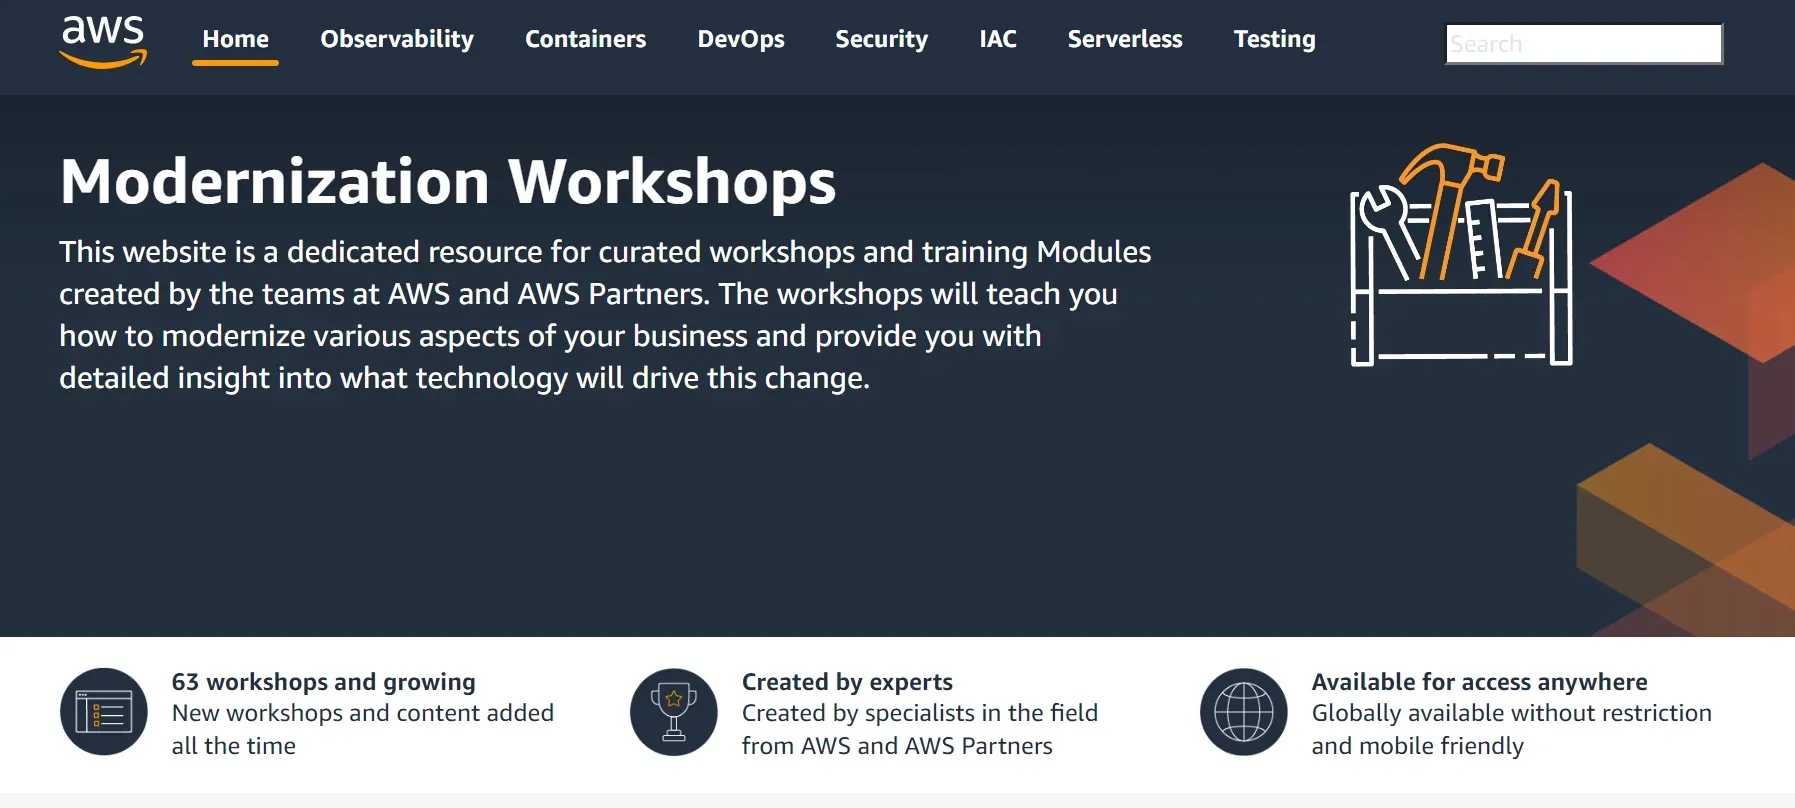 aws
Home Observability Containers DevOps Security IAC Serverless Testing Search
Modernization Workshops
This website is a dedicated resource for curated workshops and training Modules
created by the teams at AWS and AWS Partners. The workshops will teach you
how to modernize various aspects of your business and provide you with
detailed insight into what technology will drive this change.
63 workshops and growing
New workshops and content added
all the time
Created by experts
Created by specialists in the field
from AWS and AWS Partners
Available for access anywhere
Globally available without restriction
and mobile friendly